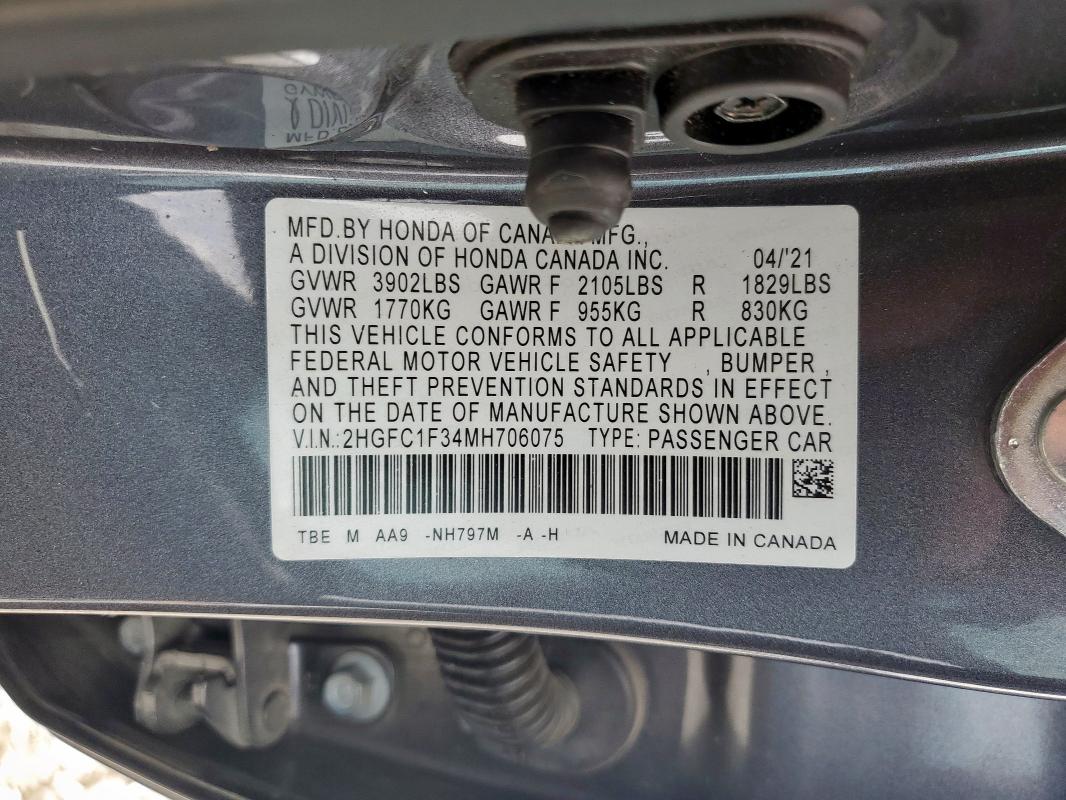 MFD.BY HONDA OF MFG.,
A DIVISION OF HONDA CANADA INC. 04/'21
GVWR 3902LBS GAWR F 2105LBS R 1829LBS
GVWR 1770KG GAWR F 955KG R 830KG
THIS VEHICLE CONFORMS TO ALL APPLICABLE
FEDERAL MOTOR VEHICLE SAFETY , BUMPER ,
AND THEFT PREVENTION STANDARDS IN EFFECT
ON THE DATE OF MANUFACTURE SHOWN ABOVE.
V.I.N.:2HGFC1F34MH706075 TYPE: PASSENGER CAR
TBE M AA9 -NH797M -A -H MADE IN CANADA